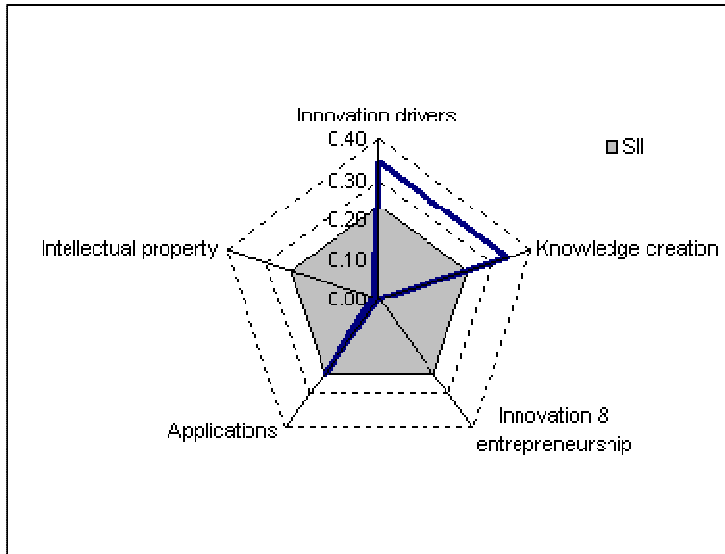 Innovation drivers
0.40
SII
0.30
0.20
Intellectual property
Knowledge creation
0.10
0.00
Applications
Innovation &
entrepreneurship